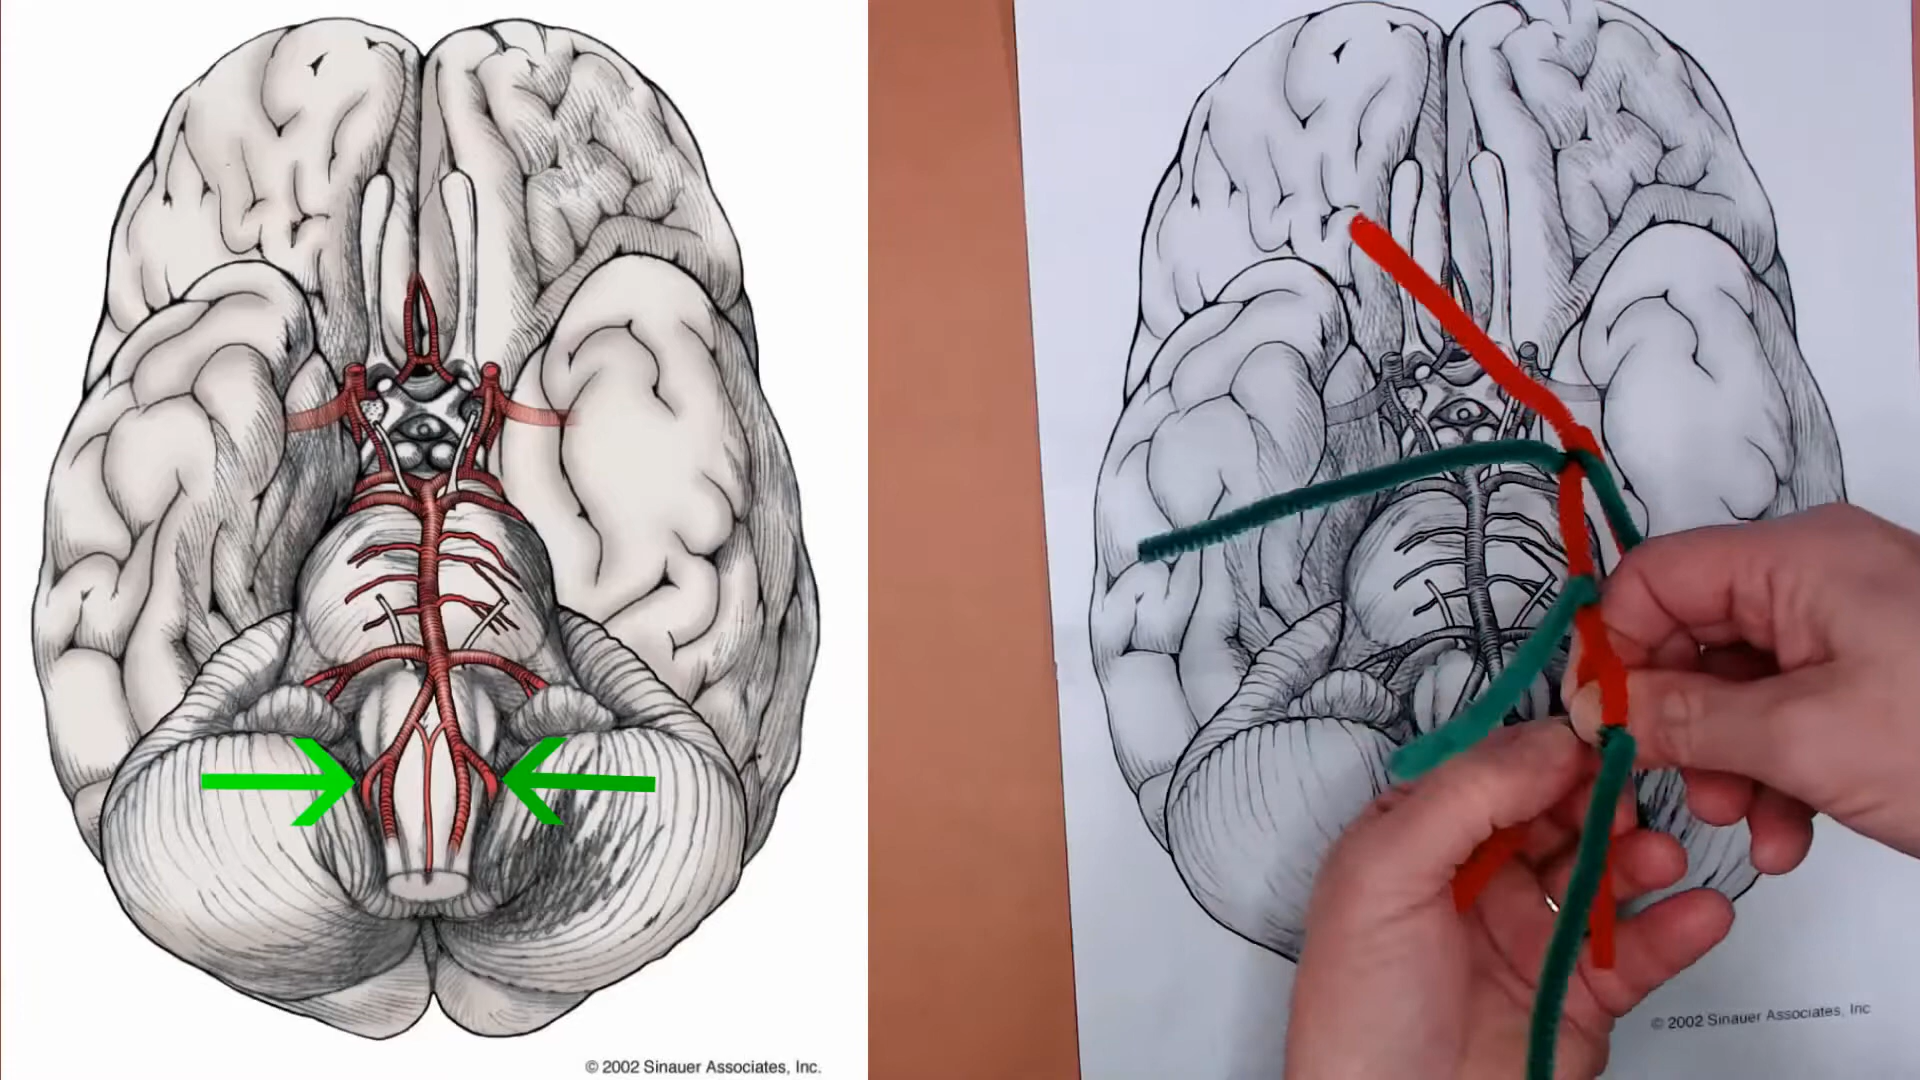 © 2002 Sinauer Associates, Inc.
© 2002 Sinauer Associates, Inc